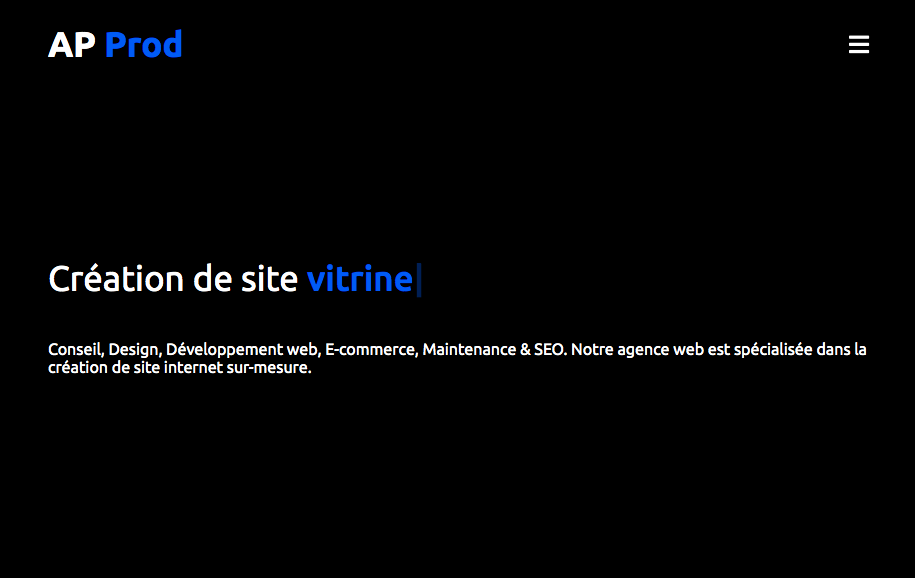 AP Prod
Création de site vitrine
Conseil, Design, Développement web, E-commerce, Maintenance & SEO. Notre agence web est spécialisée dans la
création de site internet sur-mesure.